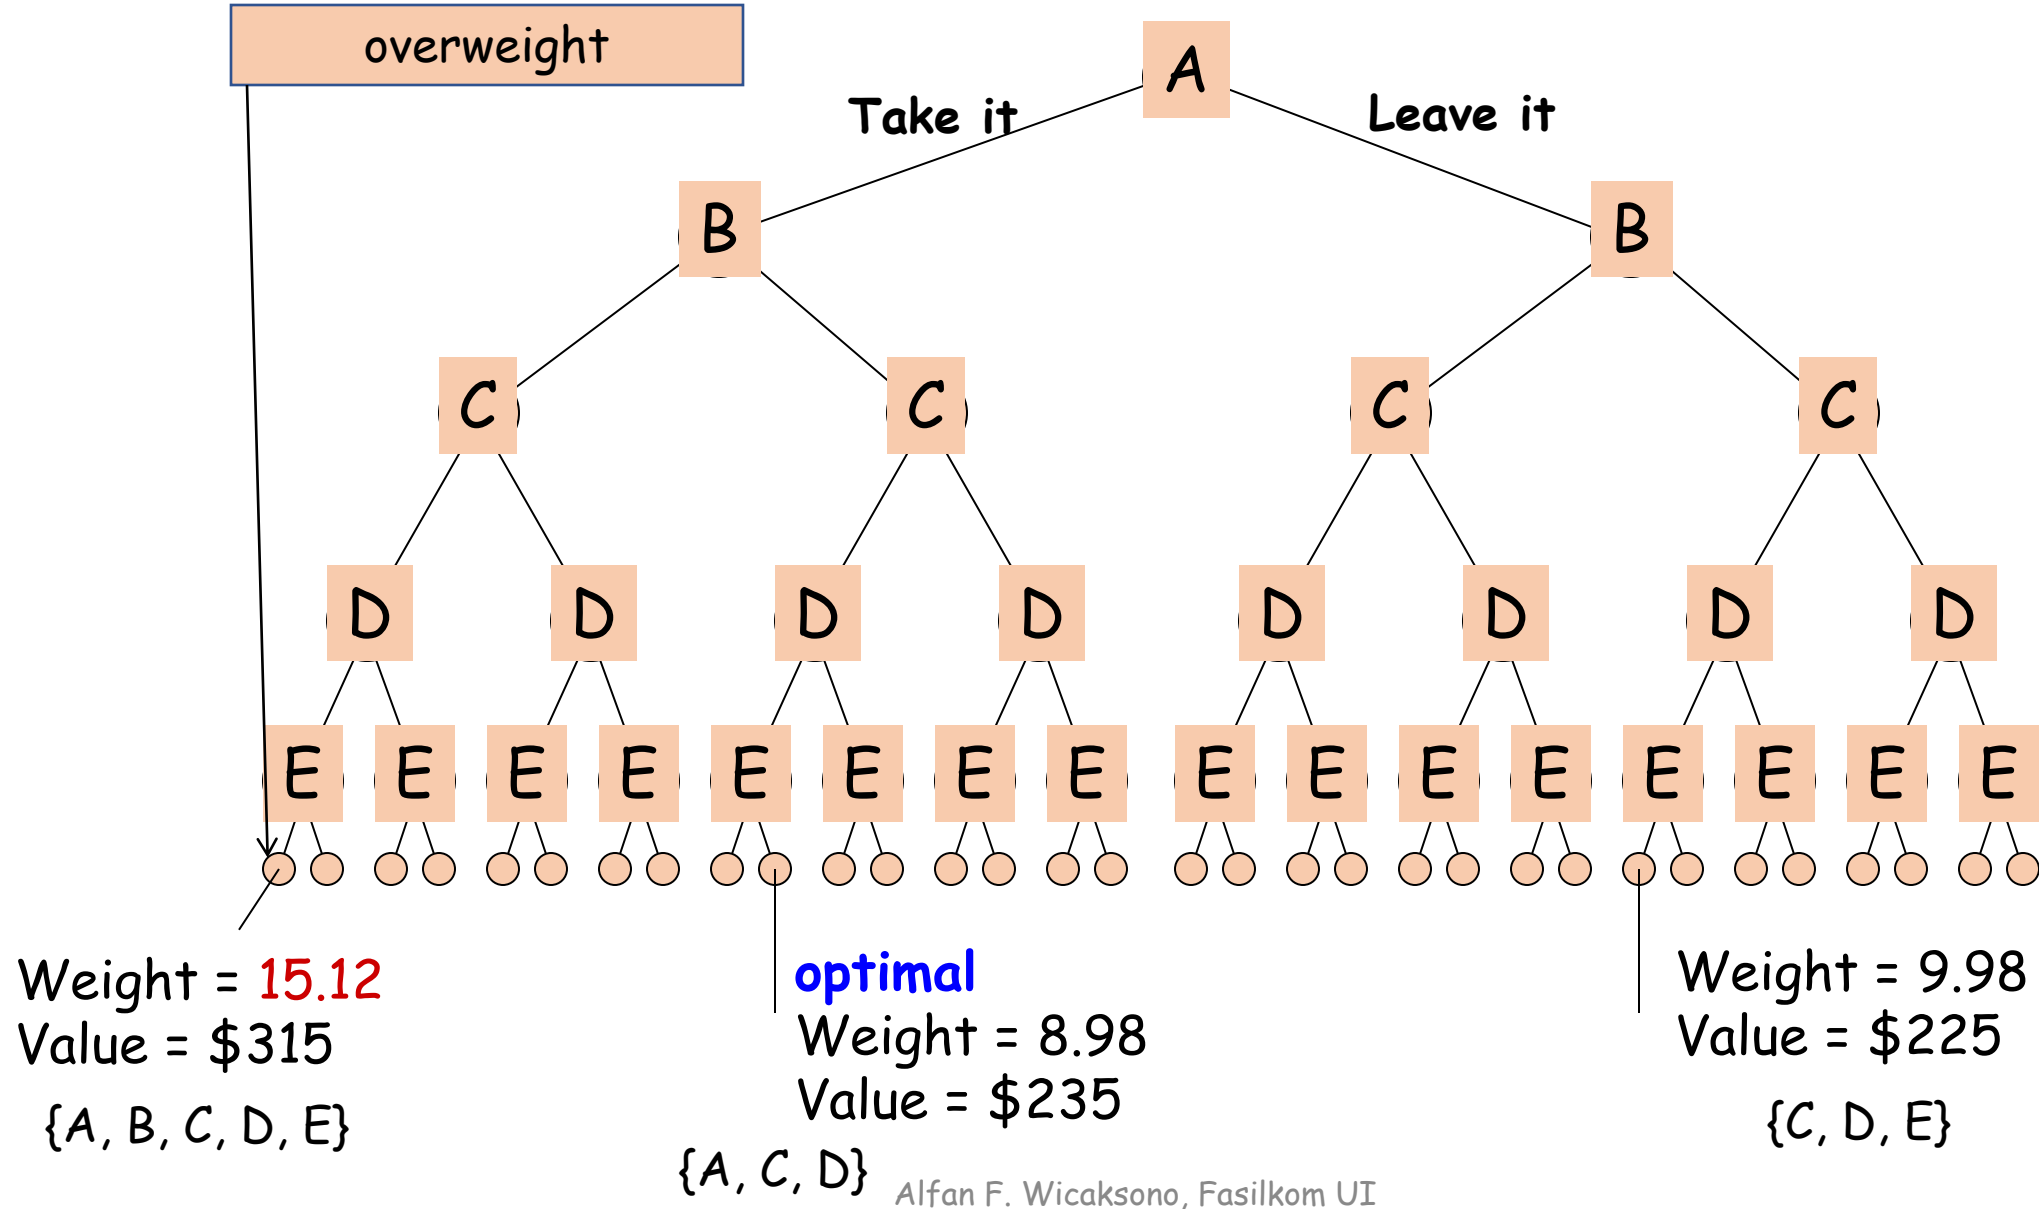 overweight
A
Take it
Leave it
B B
C C C C
D D D D D D D D
E E E E E E E E E E E E E E E E
Weight = 15.12
Value = $315
{A, B, C, D, E}
optimal
Weight = 8.98
Value = $235
{A, C, D}
Weight = 9.98
Value = $225
{C, D, E}
Alfan F. Wicaksono, Fasilkom UI